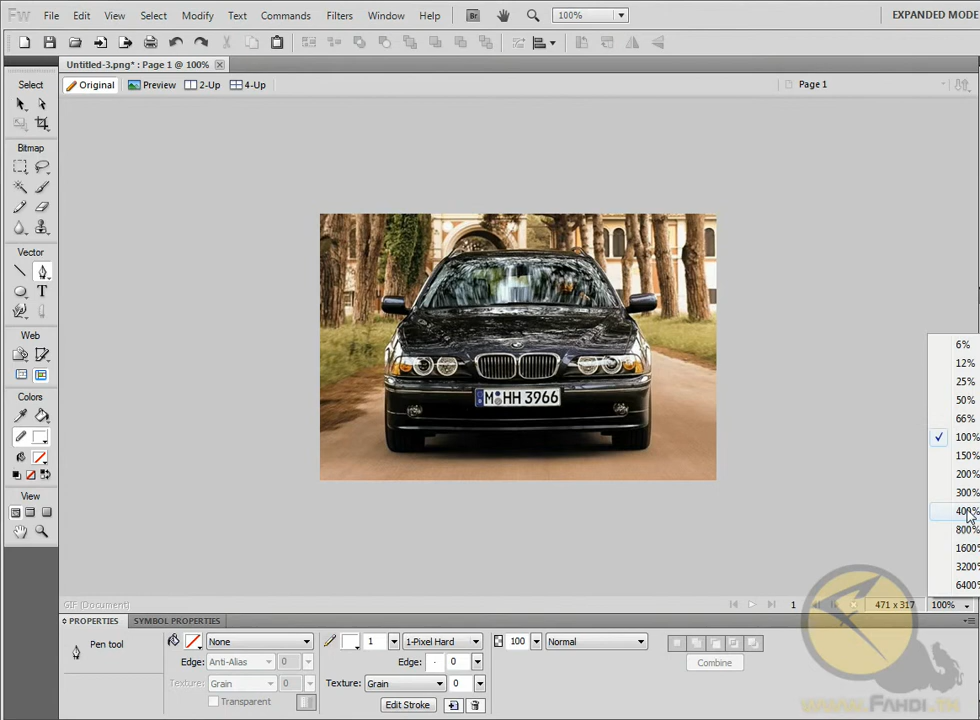 Fw File Edit View Select Modify Text Commands Filters Window Help Br 100% EXPANDED MODE
Untitled-3.png* : Page 1 @ 100%
Select Original Preview 2-Up 4-Up Page 1
Bitmap
Vector
T
Web
Colors
View
M HH 3966
6%
12%
25%
50%
66%
100%
150%
200%
300%
400%
800%
1600%
3200%
6400%
GIF (Document) 1 471 x 317 100%
PROPERTIES SYMBOL PROPERTIES
Pen tool None 1 1-Pixel Hard 100 Normal
Edge: Anti-Alias 0 Edge: 0 Combine
Texture: Grain 0 Texture: Grain 0
Transparent Edit Stroke